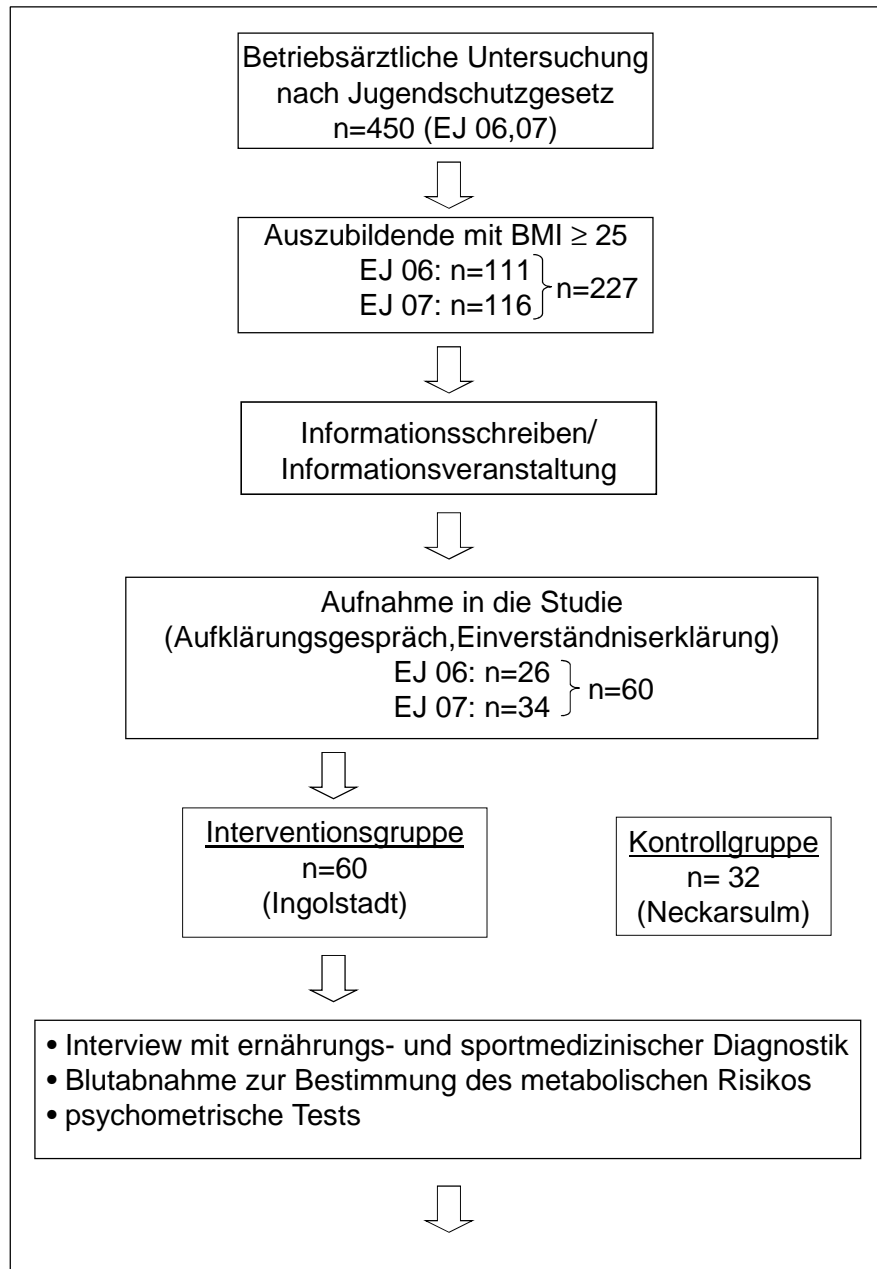 Betriebsärztliche Untersuchung
nach Jugendschutzgesetz
n=450 (EJ 06,07)
Auszubildende mit BMI ≥ 25
EJ 06: n=111
EJ 07: n=116
n=227
Informationsschreiben/
Informationsveranstaltung
Aufnahme in die Studie
(Aufklärungsgespräch,Einverständniserklärung)
EJ 06: n=26
EJ 07: n=34
n=60
Interventionsgruppe
n=60
(Ingolstadt)
Kontrollgruppe
n= 32
(Neckarsulm)
• Interview mit ernährungs- und sportmedizinischer Diagnostik
• Blutabnahme zur Bestimmung des metabolischen Risikos
• psychometrische Tests